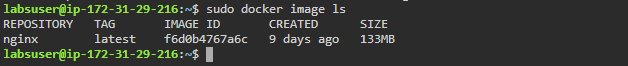 labsuser@ip-172-31-29-216:~$ sudo docker image ls
REPOSITORY   TAG       IMAGE ID       CREATED      SIZE
nginx        latest    f6d0b4767a6c   9 days ago   133MB
labsuser@ip-172-31-29-216:~$